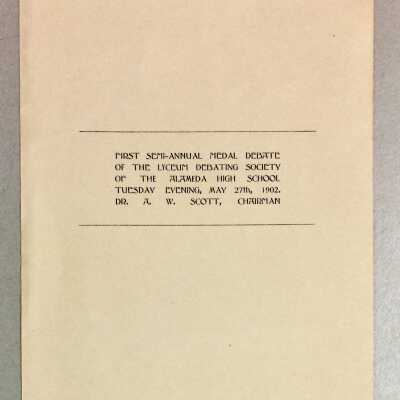 FIRST SEMI-ANNUAL MEDAL DEBATE
OF THE LYCEUM DEBATING SOCIETY
OF THE ALAMEDA HIGH SCHOOL
TUESDAY EVENING, MAY 27th, 1902.
DR. A. W. SCOTT, CHAIRMAN